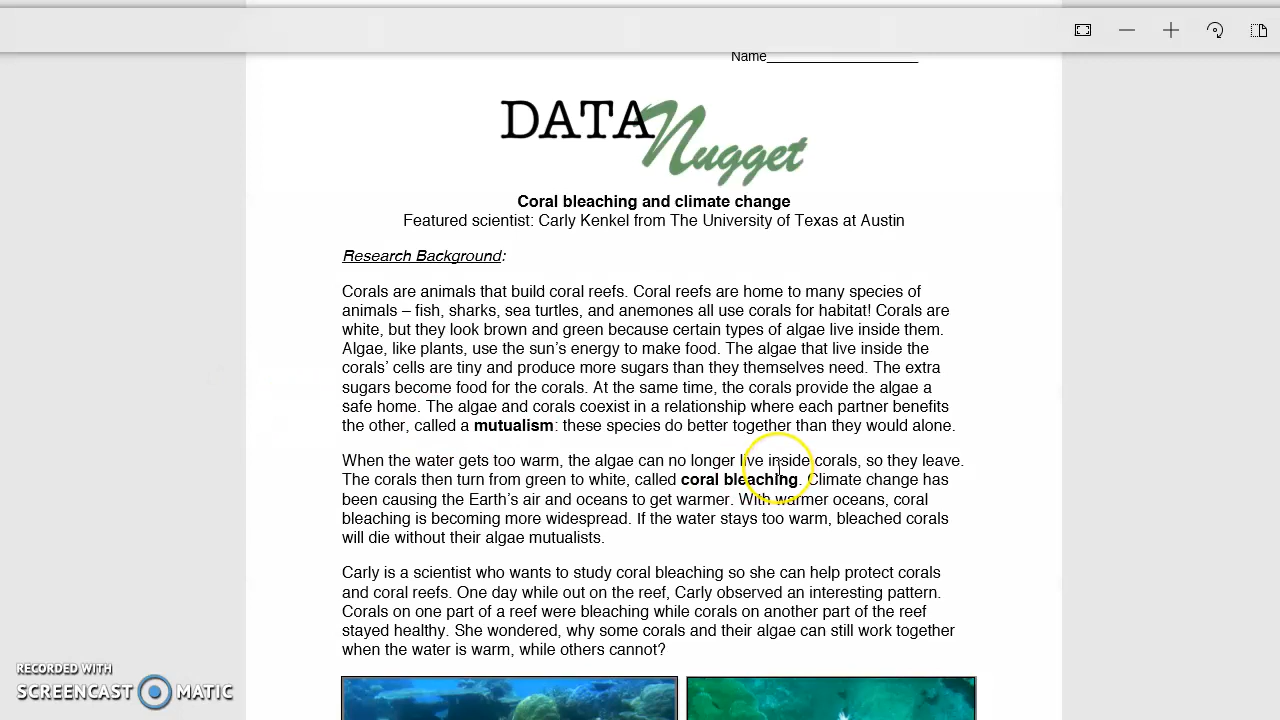 Name
DATA Nugget
Coral bleaching and climate change
Featured scientist: Carly Kenkel from The University of Texas at Austin
Research Background:
Corals are animals that build coral reefs. Coral reefs are home to many species of
animals – fish, sharks, sea turtles, and anemones all use corals for habitat! Corals are
white, but they look brown and green because certain types of algae live inside them.
Algae, like plants, use the sun’s energy to make food. The algae that live inside the
corals’ cells are tiny and produce more sugars than they themselves need. The extra
sugars become food for the corals. At the same time, the corals provide the algae a
safe home. The algae and corals coexist in a relationship where each partner benefits
the other, called a mutualism: these species do better together than they would alone.
When the water gets too warm, the algae can no longer live inside corals, so they leave.
The corals then turn from green to white, called coral bleaching. Climate change has
been causing the Earth’s air and oceans to get warmer. With warmer oceans, coral
bleaching is becoming more widespread. If the water stays too warm, bleached corals
will die without their algae mutualists.
Carly is a scientist who wants to study coral bleaching so she can help protect corals
and coral reefs. One day while out on the reef, Carly observed an interesting pattern.
Corals on one part of a reef were bleaching while corals on another part of the reef
stayed healthy. She wondered, why some corals and their algae can still work together
when the water is warm, while others cannot?
RECORDED WITH
SCREENCAST MATIC